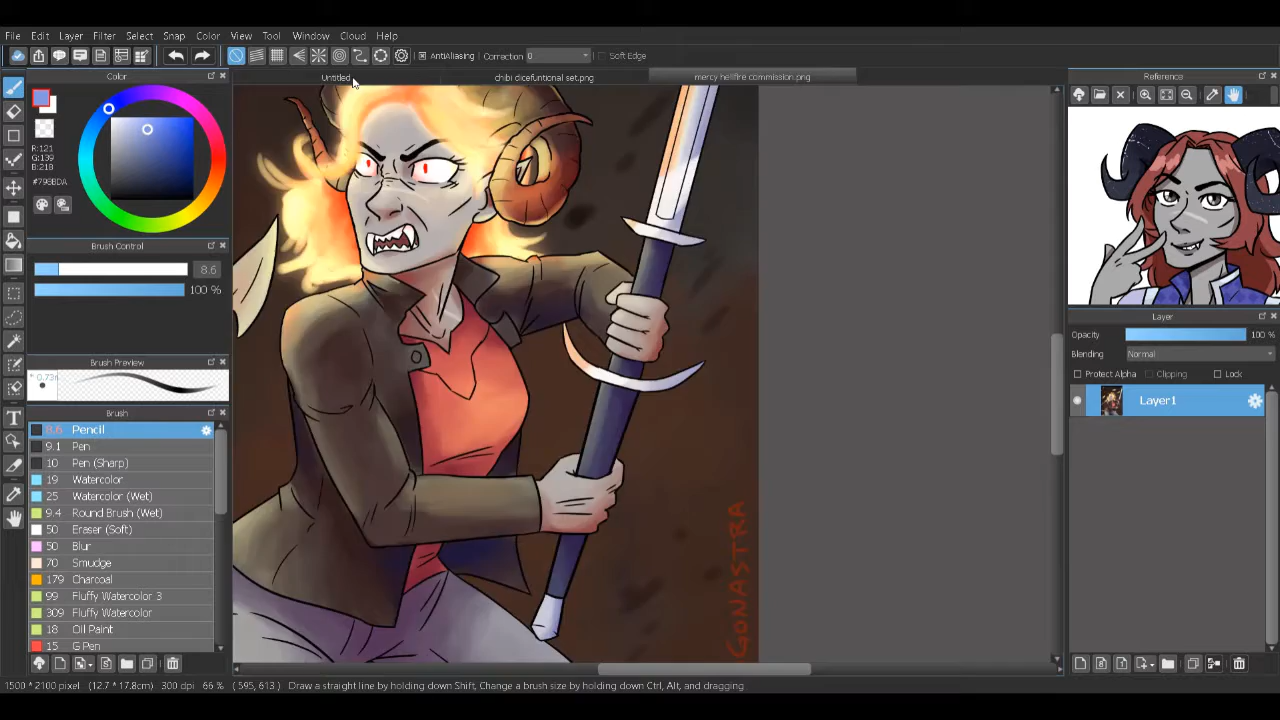 File Edit Layer Filter Select Snap Color View Tool Window Cloud Help
AntiAliasing Correction 0 Soft Edge
Color
Untitled chibi dicefuntional set.png mercy hellfire commission.png
Reference
R:121
G:139
B:218
#798BDA
Brush Control
8.6
100 %
Brush Preview
Brush
8.6 Pencil
9.1 Pen
10 Pen (Sharp)
19 Watercolor
25 Watercolor (Wet)
9.4 Round Brush (Wet)
50 Eraser (Soft)
50 Blur
70 Smudge
179 Charcoal
99 Fluffy Watercolor 3
309 Fluffy Watercolor
18 Oil Paint
15 G Pen
GONASTRA
Layer
Opacity 100 %
Blending Normal
Protect Alpha Clipping Lock
Layer1
1500 * 2100 pixel (12.7 * 17.8cm) 300 dpi 66 % ( 595, 613 ) Draw a straight line by holding down Shift, Change a brush size by holding down Ctrl, Alt, and dragging